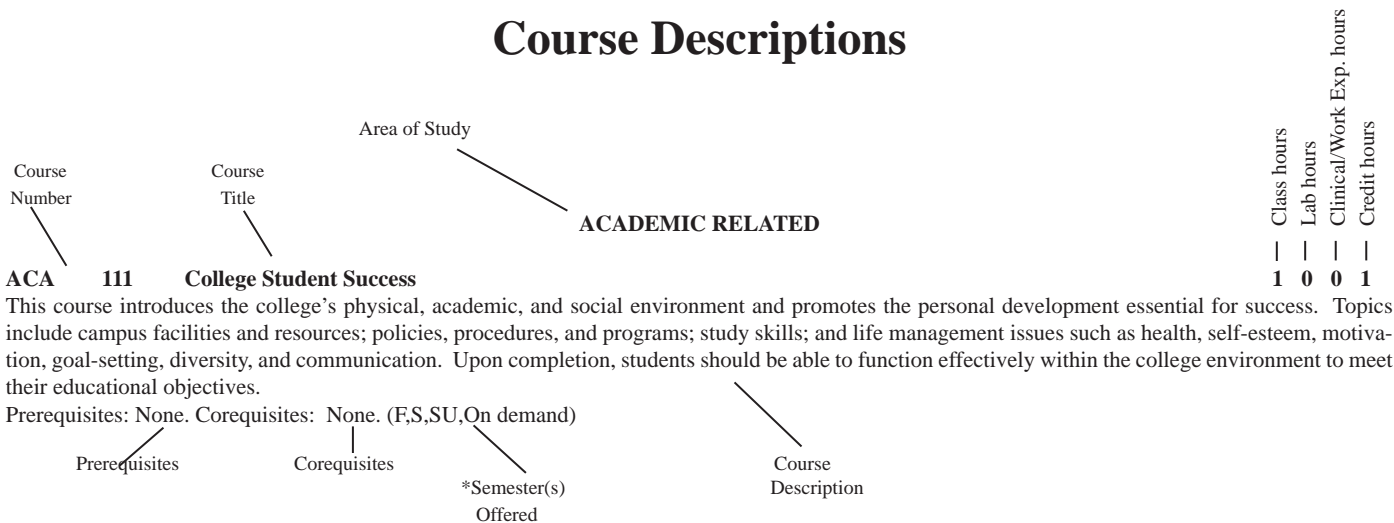 Course Descriptions
Class hours
Lab hours
Clinical/Work Exp. hours
Credit hours
Area of Study
Course
Number
Course
Title
ACADEMIC RELATED
ACA 111 College Student Success 1 0 0 1
This course introduces the college's physical, academic, and social environment and promotes the personal development essential for success. Topics
include campus facilities and resources; policies, procedures, and programs; study skills; and life management issues such as health, self-esteem, motiva-
tion, goal-setting, diversity, and communication. Upon completion, students should be able to function effectively within the college environment to meet
their educational objectives.
Prerequisites: None. Corequisites: None. (F,S,SU,On demand)
Prerequisites
Corequisites
*Semester(s)
Offered
Course
Description